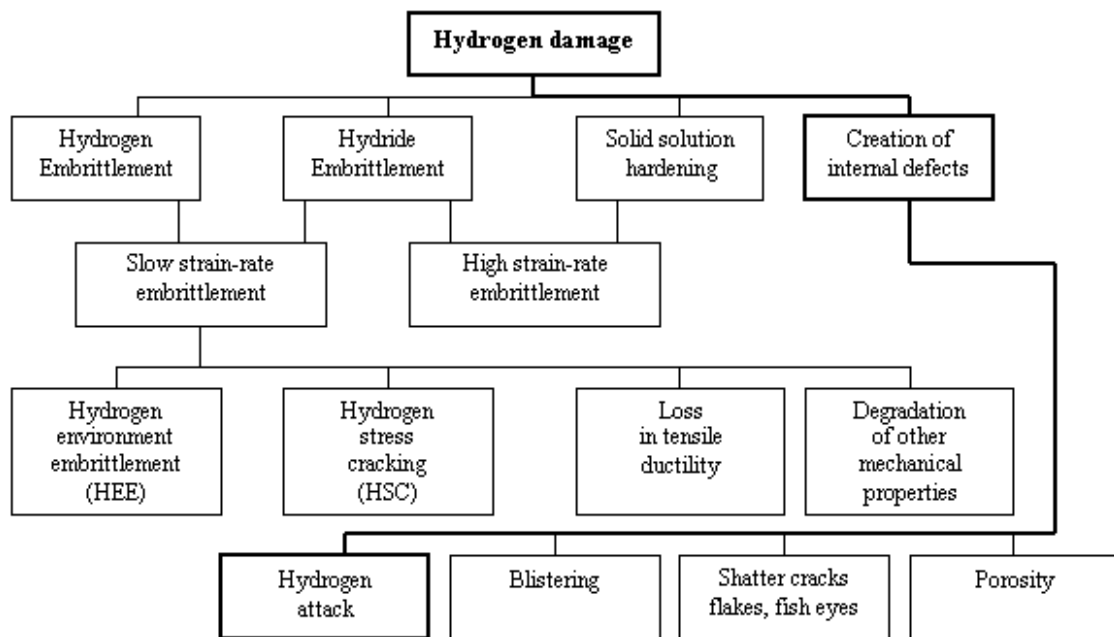 Hydrogen damage
Hydrogen
Embrittlement
Hydride
Embrittlement
Solid solution
hardening
Creation of
internal defects
Slow strain-rate
embrittlement
High strain-rate
embrittlement
Hydrogen
environment
embrittlement
(HEE)
Hydrogen
stress
cracking
(HSC)
Loss
in tensile
ductility
Degradation
of other
mechanical
properties
Hydrogen
attack
Blistering
Shatter cracks
flakes, fish eyes
Porosity